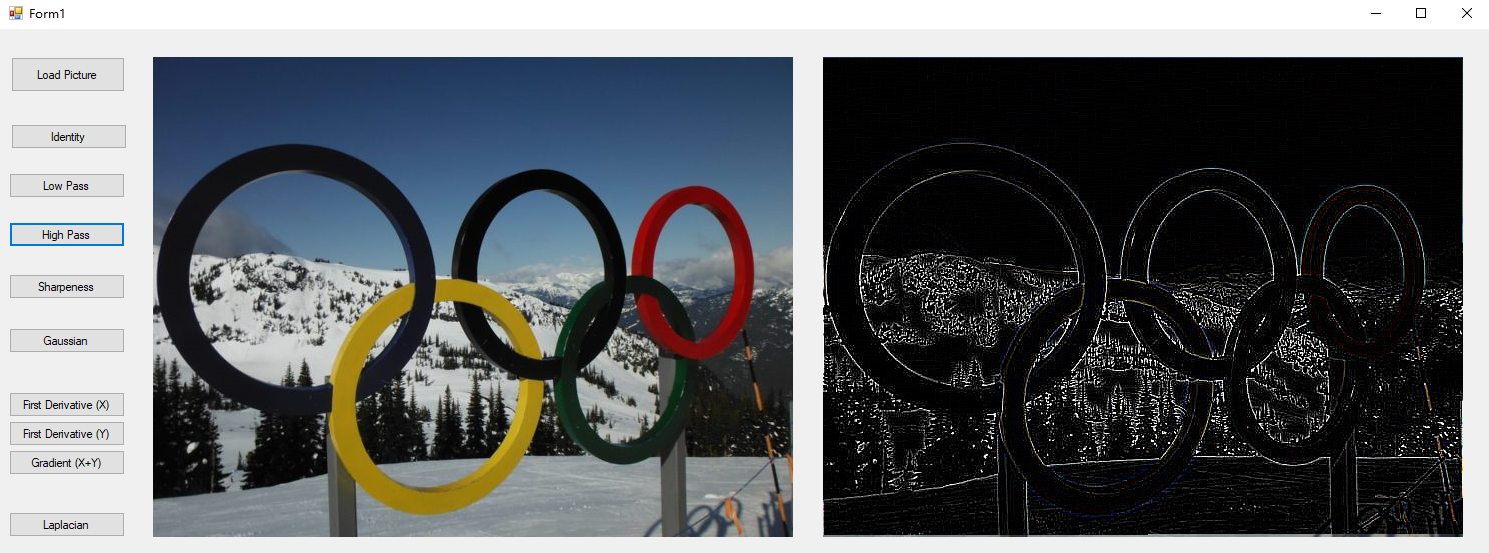 Form1
Load Picture
Identity
Low Pass
High Pass
Sharpeness
Gaussian
First Derivative (X)
First Derivative (Y)
Gradient (X+Y)
Laplacian